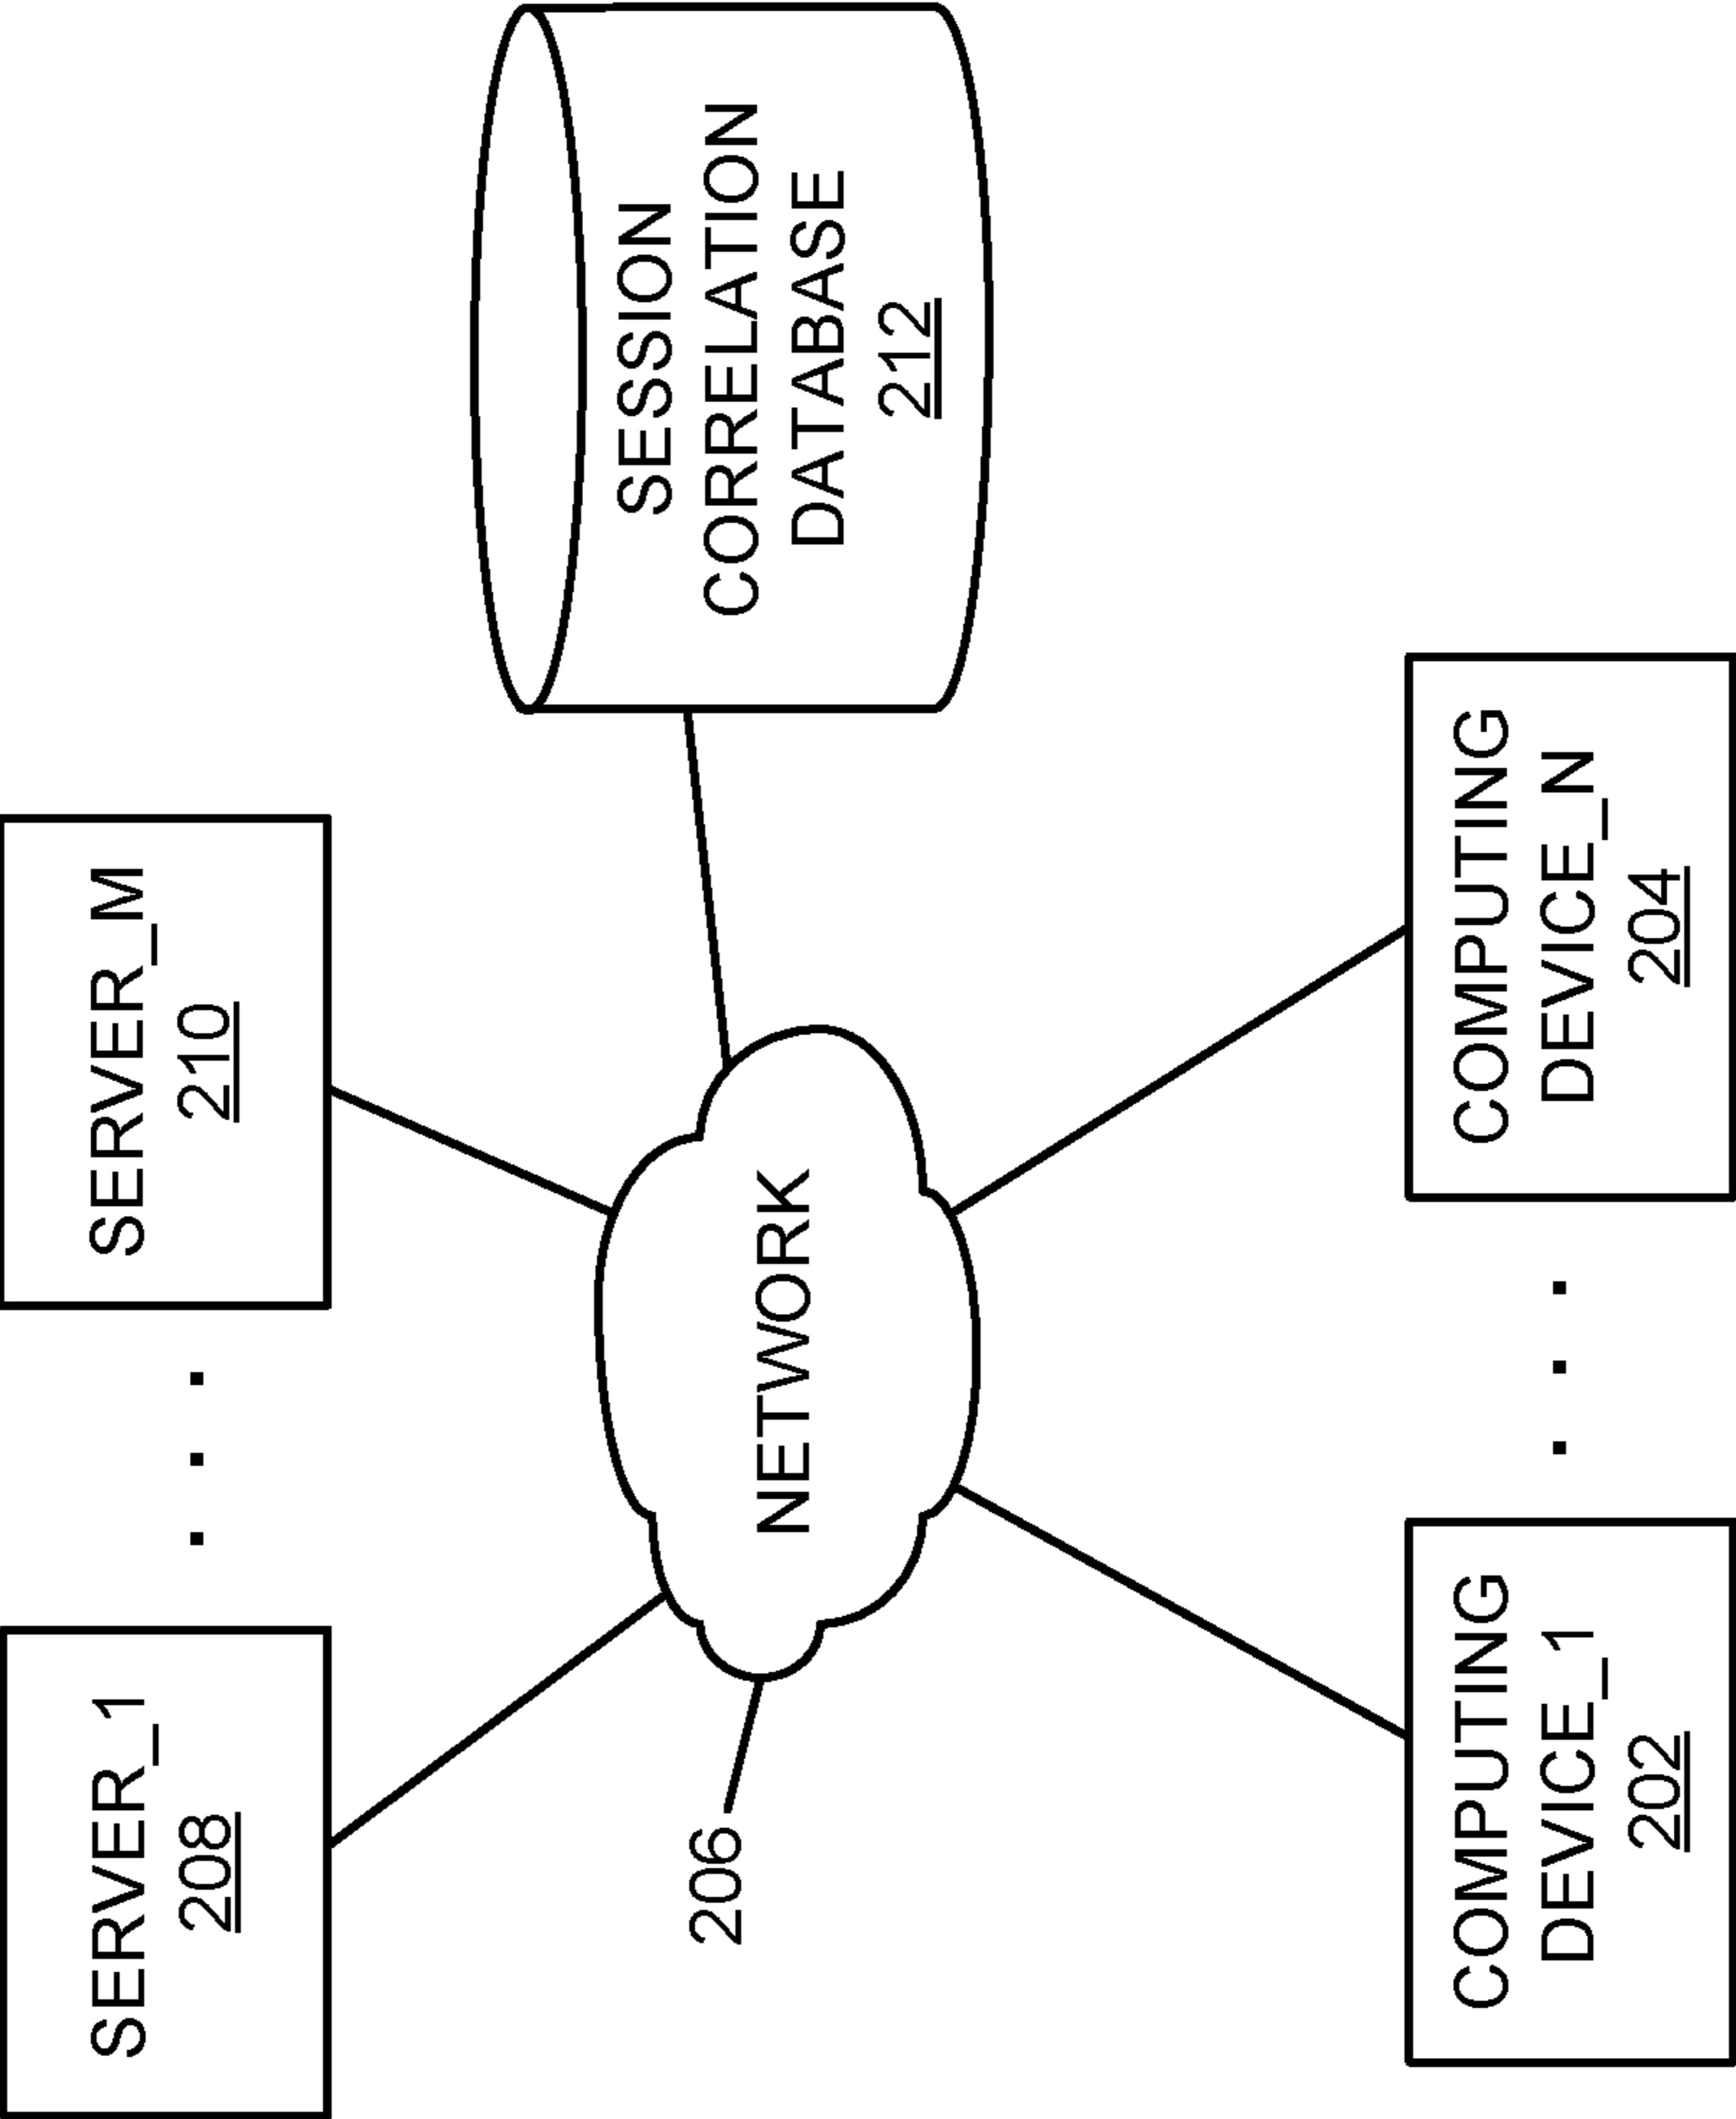 SERVER_1
208
. . .
SERVER_M
210
SESSION
CORRELATION
DATABASE
212
NETWORK
206
COMPUTING
DEVICE_1
202
. . .
COMPUTING
DEVICE_N
204